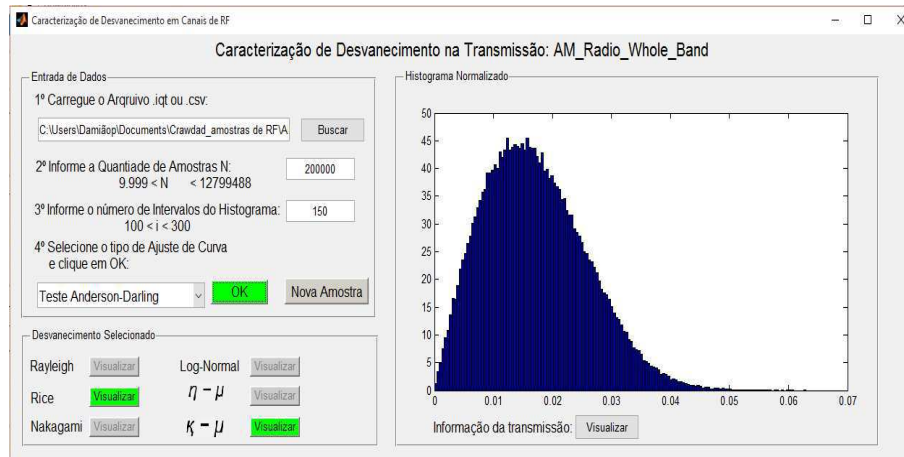 Caracterização de Desvanecimento em Canais de RF
Caracterização de Desvanecimento na Transmissão: AM_Radio_Whole_Band
Entrada de Dados
1º Carregue o Arqruivo .iqt ou .csv:
C:\Users\Damiãop\Documents\Crawdad_amostras de RF\A
Buscar
2º Informe a Quantiade de Amostras N:
200000
9.999 < N < 12799488
3º Informe o número de Intervalos do Histograma:
150
100 < i < 300
4º Selecione o tipo de Ajuste de Curva
e clique em OK:
Teste Anderson-Darling
OK
Nova Amostra
Desvanecimento Selecionado
Rayleigh Visualizar Log-Normal Visualizar
Rice Visualizar η − μ Visualizar
Nakagami Visualizar κ − μ Visualizar
Histograma Normalizado
50
45
40
35
30
25
20
15
10
5
0
0 0.01 0.02 0.03 0.04 0.05 0.06 0.07
Informação da transmissão: Visualizar